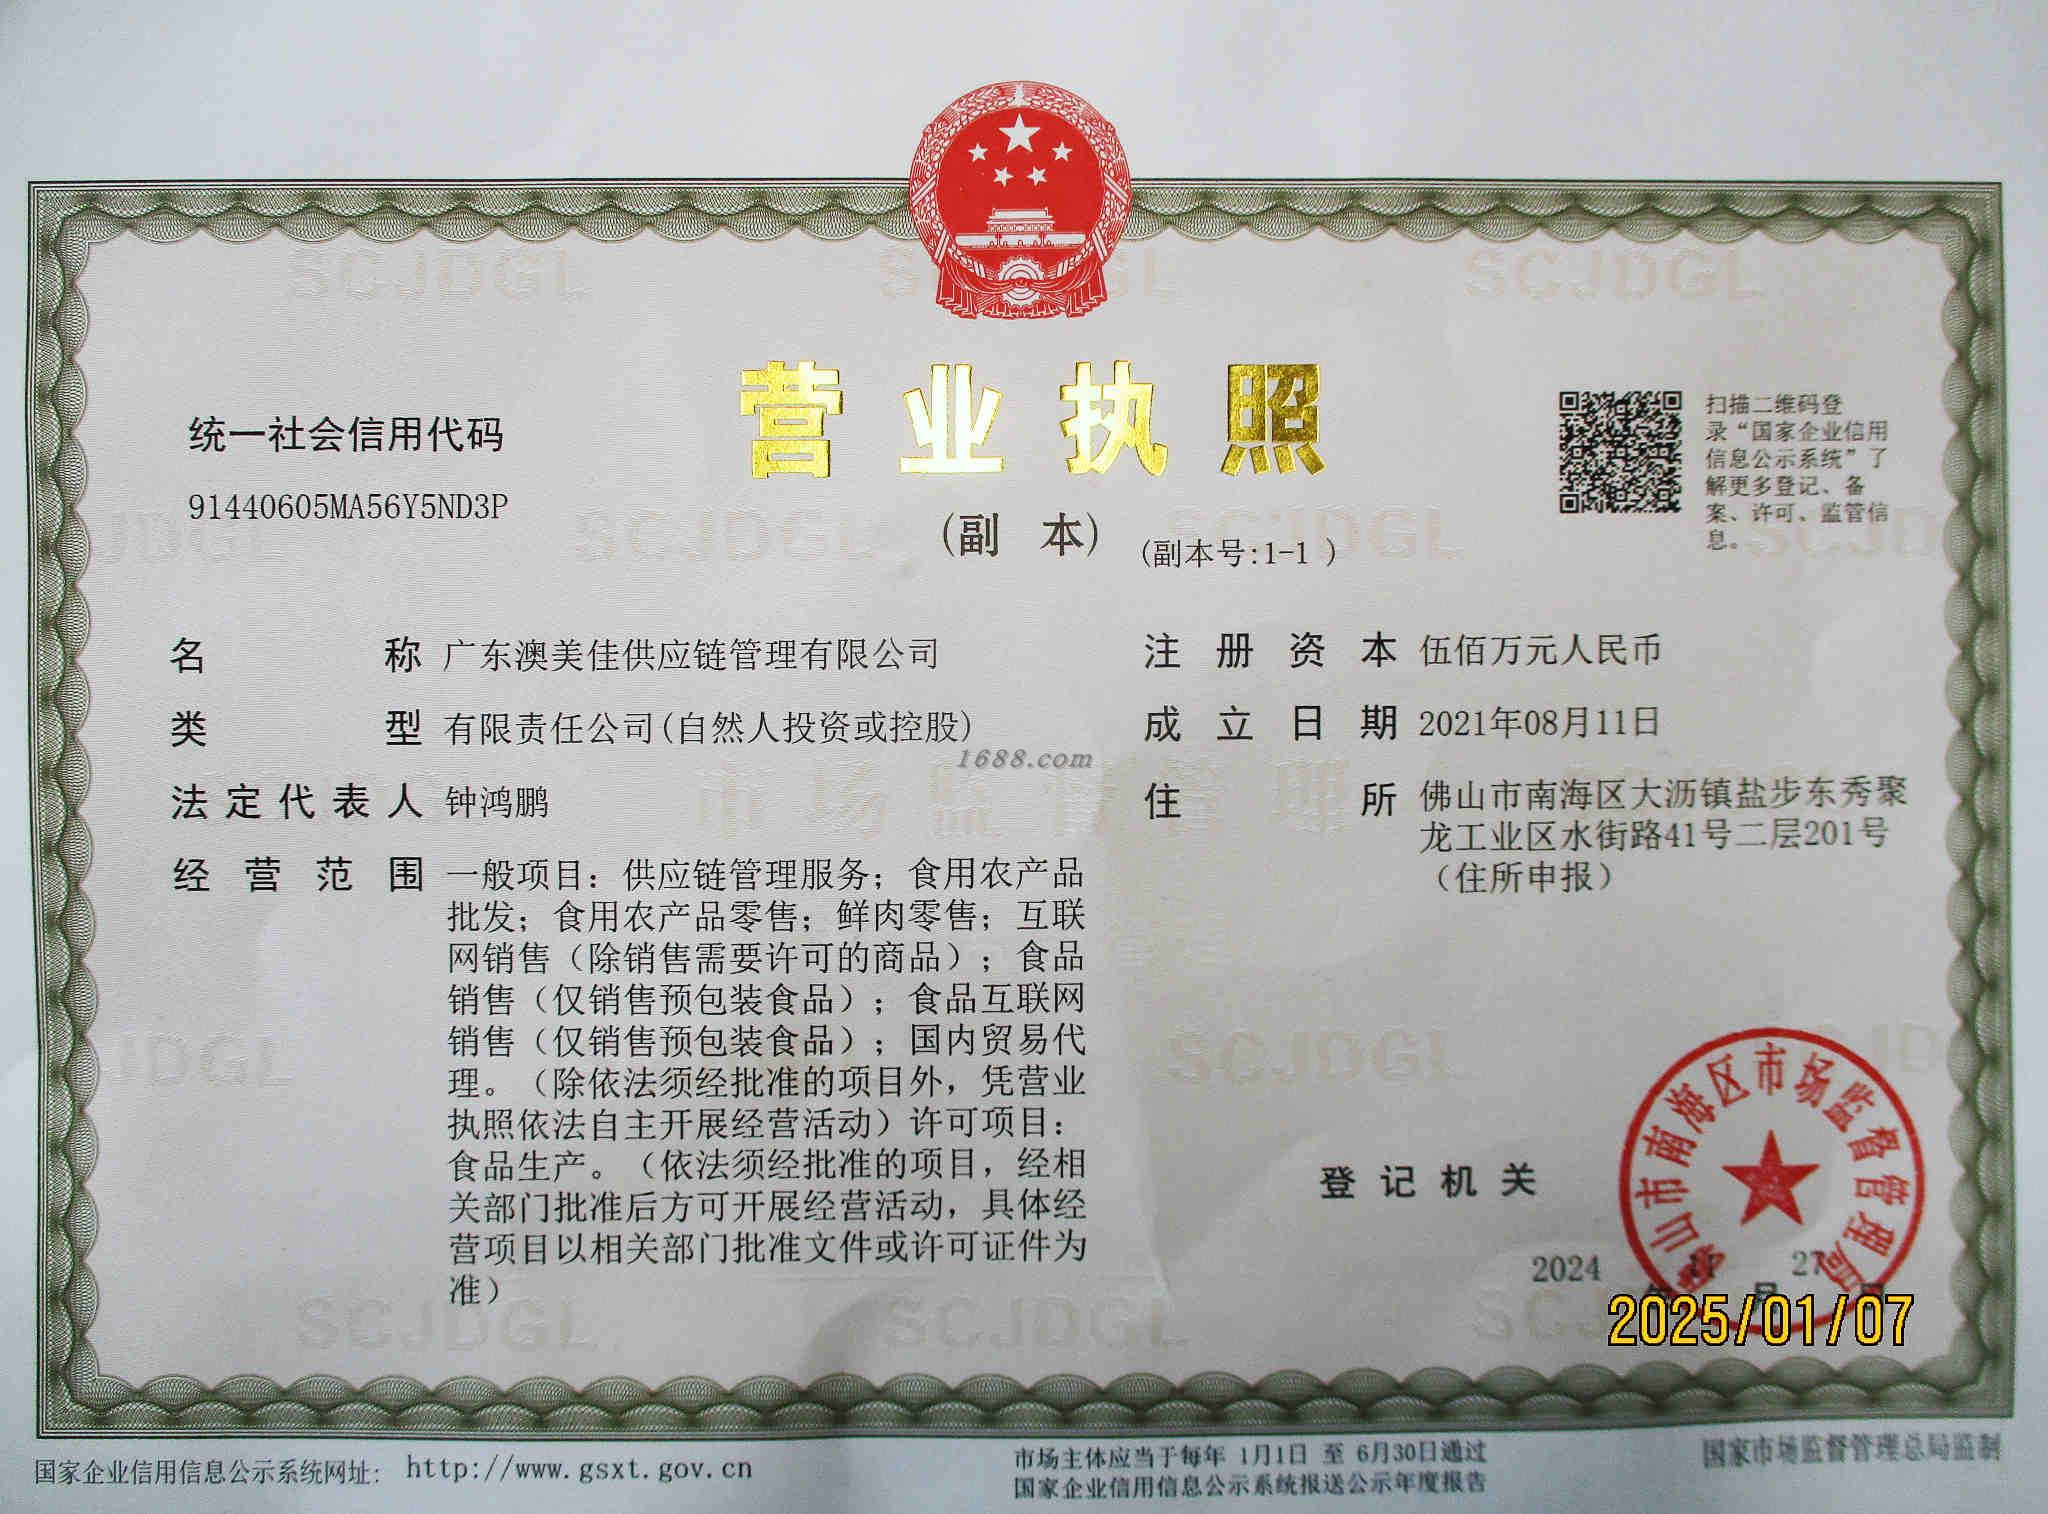 营业执照
(副 本)
(副本号:1-1 )
统一社会信用代码
91440605MA56Y5ND3P
扫描二维码登
录“国家企业信用
信息公示系统”了
解更多登记、备
案、许可、监管信
息。
名 称 广东澳美佳供应链管理有限公司
类 型 有限责任公司(自然人投资或控股)
法定代表人 钟鸿鹏
经营范围 一般项目：供应链管理服务；食用农产品
批发；食用农产品零售；鲜肉零售；互联
网销售（除销售需要许可的商品）；食品
销售（仅销售预包装食品）；食品互联网
销售（仅销售预包装食品）；国内贸易代
理。（除依法须经批准的项目外，凭营业
执照依法自主开展经营活动）许可项目：
食品生产。（依法须经批准的项目，经相
关部门批准后方可开展经营活动，具体经
营项目以相关部门批准文件或许可证件为
准）
注册资本 伍佰万元人民币
成立日期 2021年08月11日
住 所 佛山市南海区大沥镇盐步东秀聚
龙工业区水街路41号二层201号
（住所申报）
1688.com
市场监督管理
SCJDGL
登记机关
佛山市南海区市场监督管理局
2024 年 11 月 27 日
2025/01/07
国家企业信用信息公示系统网址： http://www.gsxt.gov.cn
市场主体应当于每年 1月1日 至 6月30日通过
国家企业信用信息公示系统报送公示年度报告
国家市场监督管理总局监制